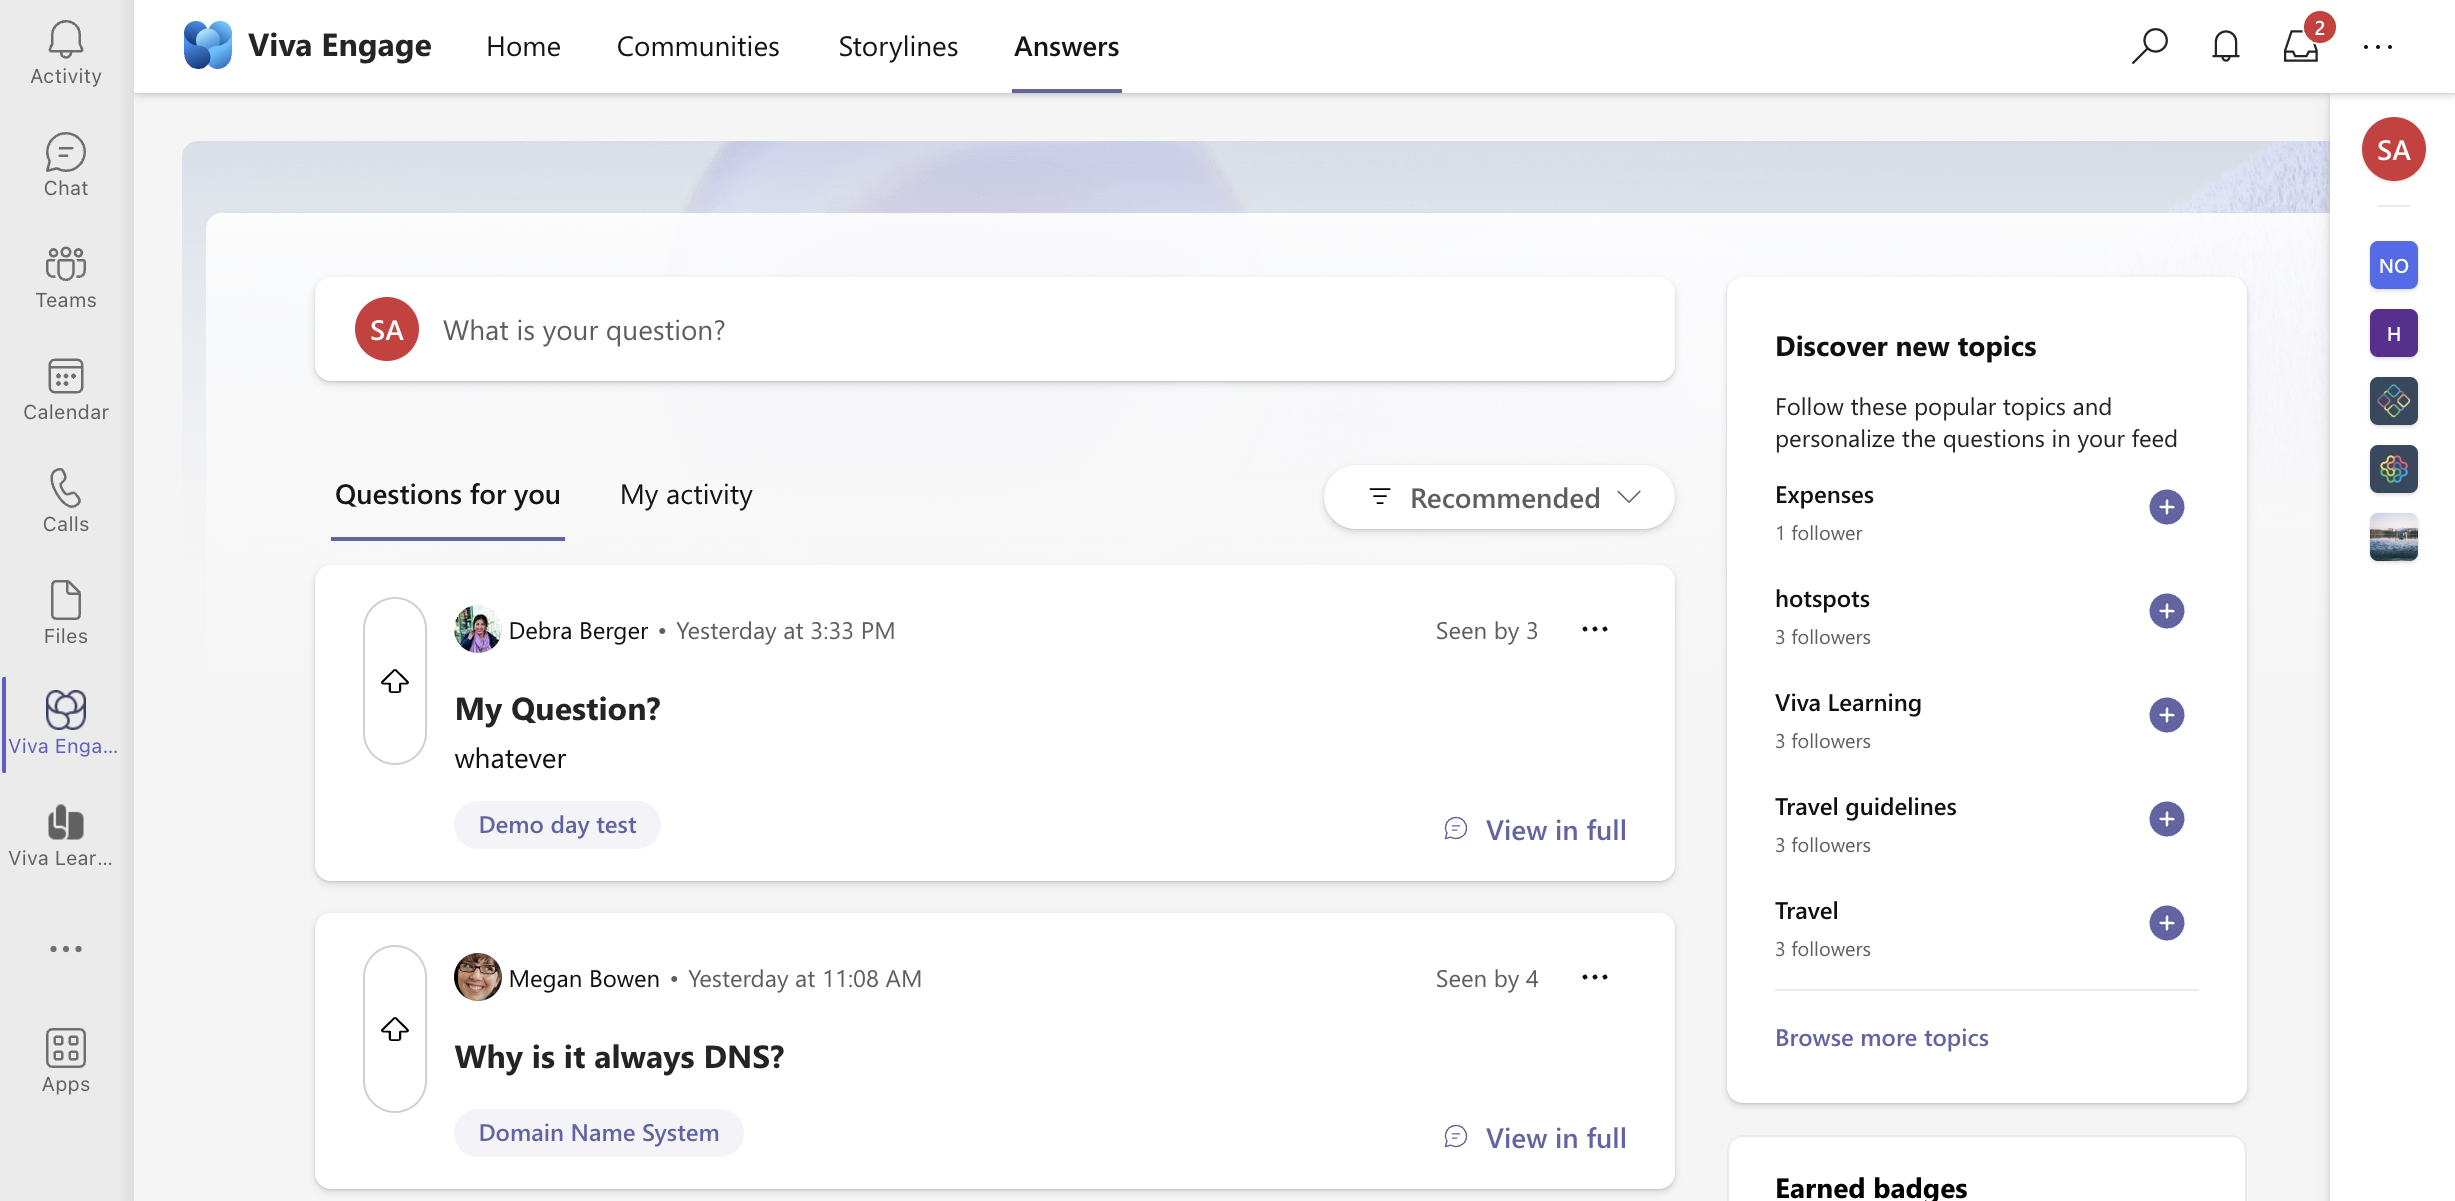 Activity
Chat
Teams
Calendar
Calls
Files
Viva Enga...
Viva Lear...
Apps
Viva Engage
Home
Communities
Storylines
Answers
2
SA
NO
H
SA
What is your question?
Questions for you
My activity
Recommended
Debra Berger • Yesterday at 3:33 PM
Seen by 3
My Question?
whatever
Demo day test
View in full
Megan Bowen • Yesterday at 11:08 AM
Seen by 4
Why is it always DNS?
Domain Name System
View in full
Discover new topics
Follow these popular topics and
personalize the questions in your feed
Expenses
1 follower
hotspots
3 followers
Viva Learning
3 followers
Travel guidelines
3 followers
Travel
3 followers
Browse more topics
Earned badges